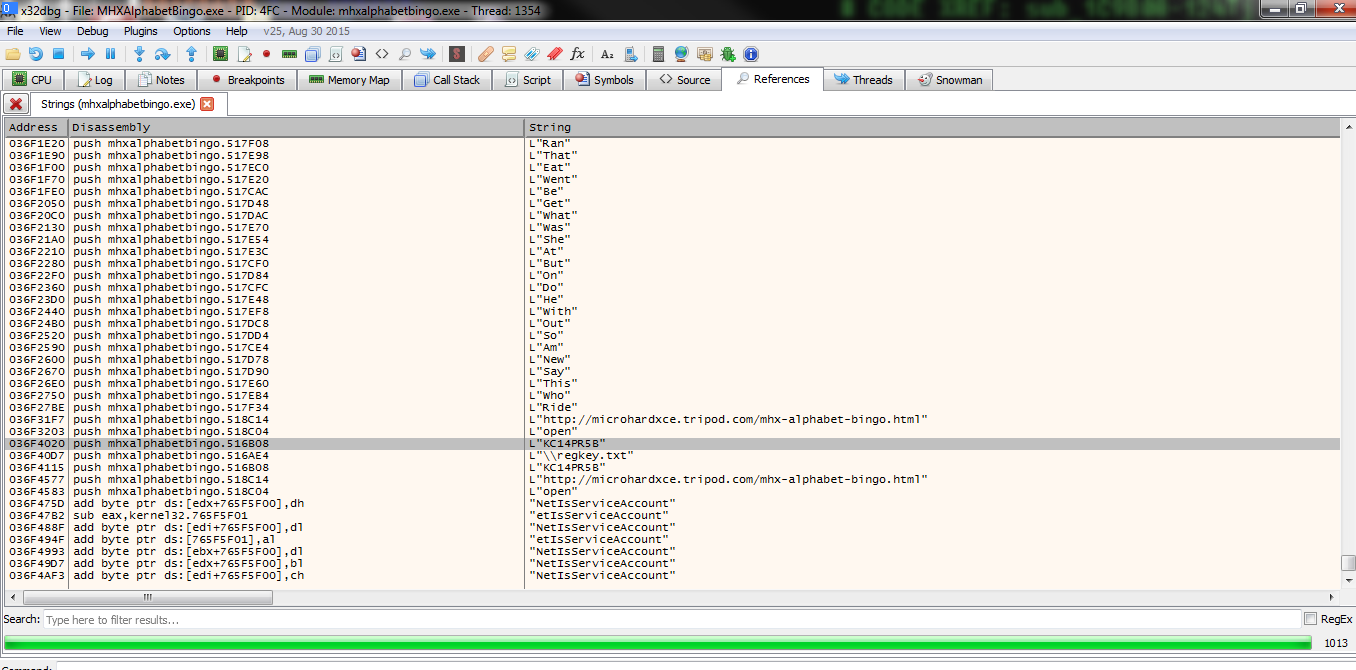 x32dbg - File: MHXAlphabetBingo.exe - PID: 4FC - Module: mhxalphabetbingo.exe - Thread: 1354
File View Debug Plugins Options Help v25, Aug 30 2015
CPU Log Notes Breakpoints Memory Map Call Stack Script Symbols Source References Threads Snowman
Strings (mhxalphabetbingo.exe)
Address Disassembly String
036F1E20 push mhxalphabetbingo.517F08 L"Ran"
036F1E90 push mhxalphabetbingo.517E98 L"That"
036F1F00 push mhxalphabetbingo.517EC0 L"Eat"
036F1F70 push mhxalphabetbingo.517E20 L"Went"
036F1FE0 push mhxalphabetbingo.517CAC L"Be"
036F2050 push mhxalphabetbingo.517D48 L"Get"
036F20C0 push mhxalphabetbingo.517DAC L"What"
036F2130 push mhxalphabetbingo.517E70 L"Was"
036F21A0 push mhxalphabetbingo.517E54 L"She"
036F2210 push mhxalphabetbingo.517E3C L"At"
036F2280 push mhxalphabetbingo.517CF0 L"But"
036F22F0 push mhxalphabetbingo.517D84 L"On"
036F2360 push mhxalphabetbingo.517CFC L"Do"
036F23D0 push mhxalphabetbingo.517E48 L"He"
036F2440 push mhxalphabetbingo.517EF8 L"With"
036F24B0 push mhxalphabetbingo.517DC8 L"Out"
036F2520 push mhxalphabetbingo.517DD4 L"So"
036F2590 push mhxalphabetbingo.517CE4 L"Am"
036F2600 push mhxalphabetbingo.517D78 L"New"
036F2670 push mhxalphabetbingo.517D90 L"Say"
036F26E0 push mhxalphabetbingo.517E60 L"This"
036F2750 push mhxalphabetbingo.517EB4 L"Who"
036F27BE push mhxalphabetbingo.517F34 L"Ride"
036F31F7 push mhxalphabetbingo.518C14 L"http://microhardxce.tripod.com/mhx-alphabet-bingo.html"
036F3203 push mhxalphabetbingo.518C04 L"open"
036F4020 push mhxalphabetbingo.516B08 L"KC14PR5B"
036F40D7 push mhxalphabetbingo.516AE4 L"\\regkey.txt"
036F4115 push mhxalphabetbingo.516B08 L"KC14PR5B"
036F4577 push mhxalphabetbingo.518C14 L"http://microhardxce.tripod.com/mhx-alphabet-bingo.html"
036F4583 push mhxalphabetbingo.518C04 L"open"
036F475D add byte ptr ds:[edx+765F5F00],dh "NetIsServiceAccount"
036F47B2 sub eax,kernel32.765F5F01 "etIsServiceAccount"
036F488F add byte ptr ds:[edi+765F5F00],dl "NetIsServiceAccount"
036F494F add byte ptr ds:[765F5F01],al "etIsServiceAccount"
036F4993 add byte ptr ds:[ebx+765F5F00],dl "NetIsServiceAccount"
036F49D7 add byte ptr ds:[edx+765F5F00],bl "NetIsServiceAccount"
036F4AF3 add byte ptr ds:[edi+765F5F00],ch "NetIsServiceAccount"
Search: Type here to filter results... RegEx
1013
Command: